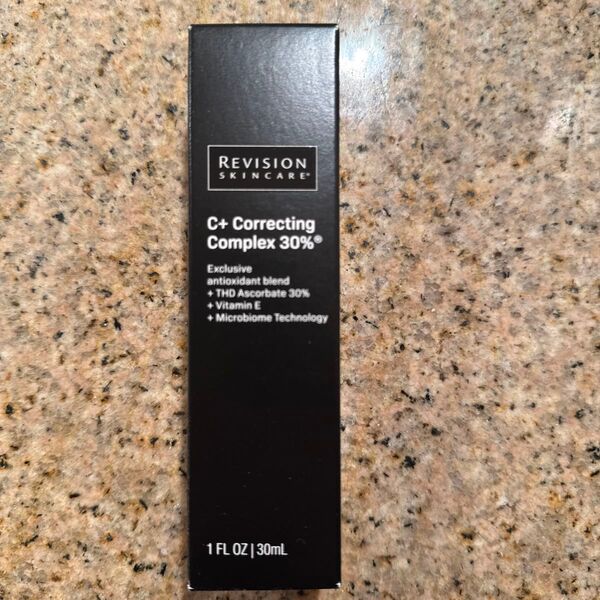 REVISION
SKINCARE®
C+ Correcting
Complex 30%®
Exclusive
antioxidant blend
+ THD Ascorbate 30%
+ Vitamin E
+ Microbiome Technology
1 FL OZ | 30mL